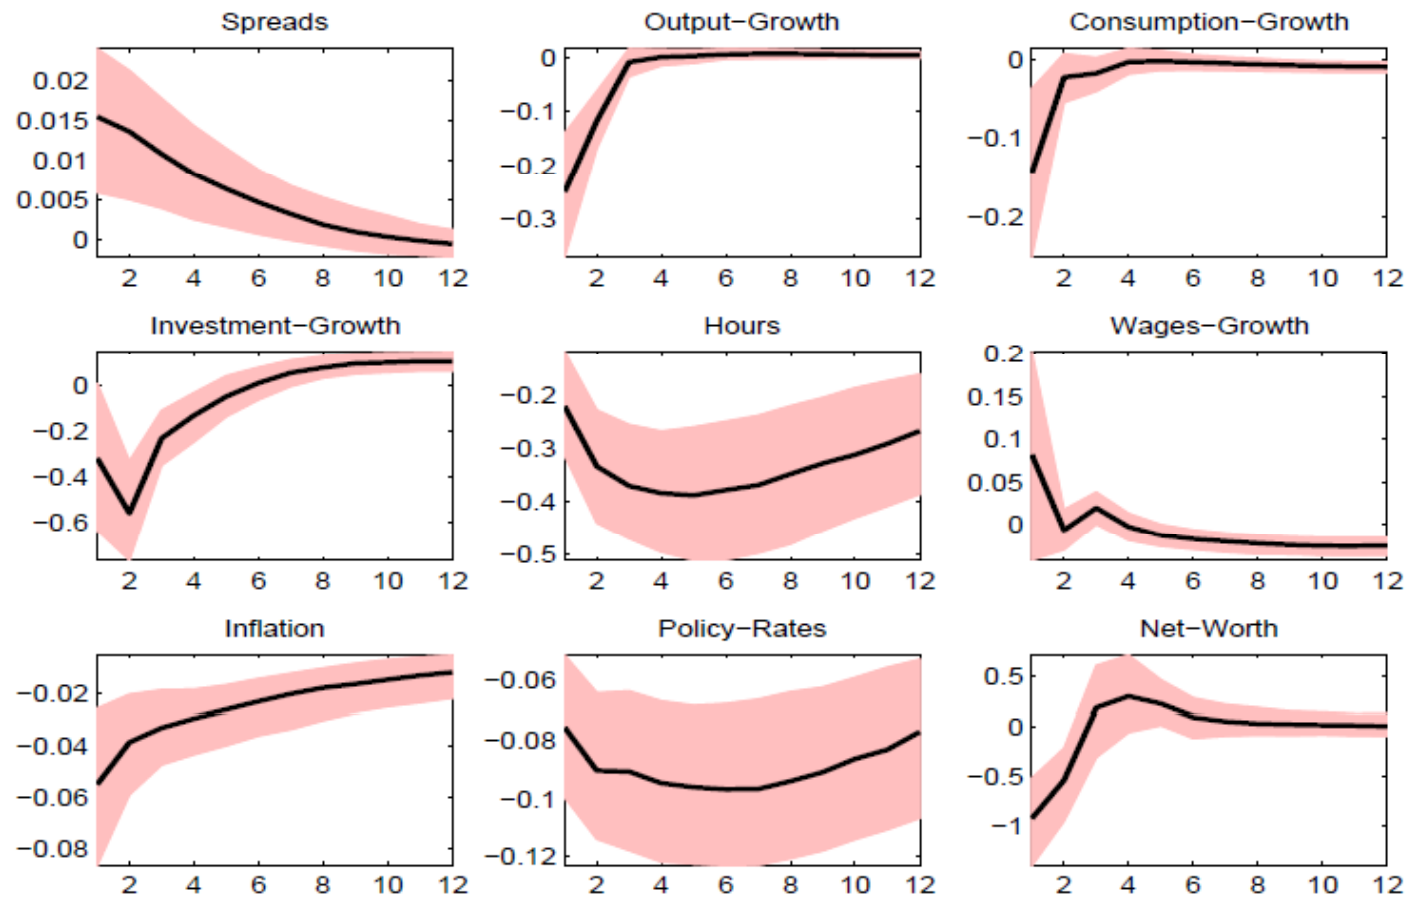 Spreads
0.02
0.015
0.01
0.005
0
2 4 6 8 10 12
Output−Growth
0
−0.1
−0.2
−0.3
2 4 6 8 10 12
Consumption−Growth
0
−0.1
−0.2
2 4 6 8 10 12
Investment−Growth
0
−0.2
−0.4
−0.6
2 4 6 8 10 12
Hours
−0.2
−0.3
−0.4
−0.5
2 4 6 8 10 12
Wages−Growth
0.2
0.15
0.1
0.05
0
2 4 6 8 10 12
Inflation
−0.02
−0.04
−0.06
−0.08
2 4 6 8 10 12
Policy−Rates
−0.06
−0.08
−0.1
−0.12
2 4 6 8 10 12
Net−Worth
0.5
0
−0.5
−1
2 4 6 8 10 12